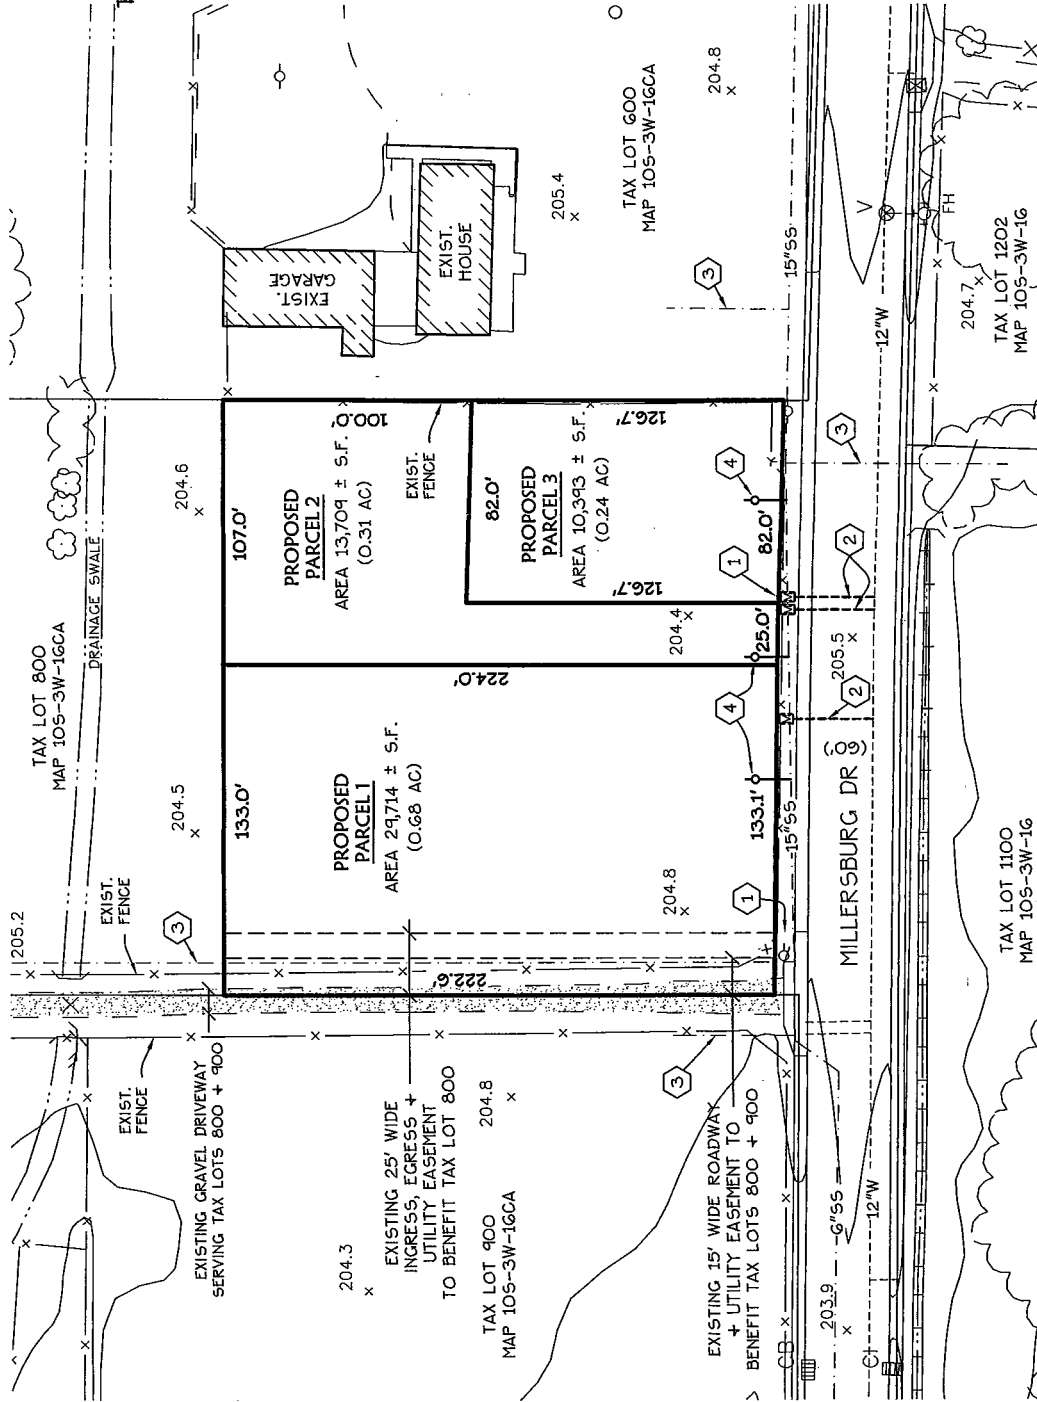 TAX LOT 800
MAP 10S-3W-16CA
DRAINAGE SWALE
205.2
204.5
204.6
EXIST.
FENCE
3
EXIST.
FENCE
EXISTING GRAVEL DRIVEWAY
SERVING TAX LOTS 800 + 900
133.0'
107.0'
PROPOSED
PARCEL 1
AREA 29,714 ± S.F.
(0.68 AC)
224.0'
222.6'
PROPOSED
PARCEL 2
AREA 13,709 ± S.F.
(0.31 AC)
100.0'
EXIST.
FENCE
EXIST.
GARAGE
EXIST.
HOUSE
82.0'
PROPOSED
PARCEL 3
AREA 10,393 ± S.F.
(0.24 AC)
126.7'
126.7'
205.4
TAX LOT 600
MAP 10S-3W-16CA
204.8
3
EXISTING 25' WIDE
INGRESS, EGRESS +
UTILITY EASEMENT
TO BENEFIT TAX LOT 800
204.3
204.8
TAX LOT 900
MAP 10S-3W-16CA
3
EXISTING 15' WIDE ROADWAY
+ UTILITY EASEMENT TO
BENEFIT TAX LOTS 800 + 900
204.8
204.4
1
4
1
4
133.1'
25.0'
82.0'
15"SS
15"SS
CB
203.9
6"SS
MILLERSBURG DR
(60')
2
205.5
2
3
CI
12"W
12"W
V
FH
204.7
TAX LOT 1202
MAP 10S-3W-16
TAX LOT 1100
MAP 10S-3W-16